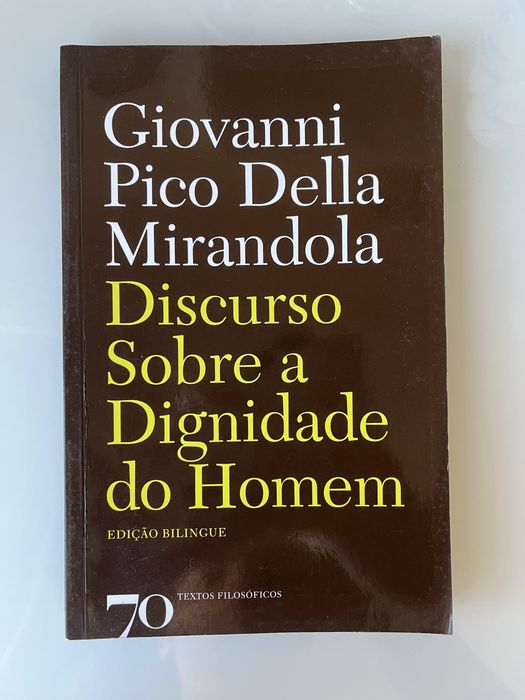 Giovanni
Pico Della
Mirandola
Discurso
Sobre a
Dignidade
do Homem
EDIÇÃO BILINGUE
70 TEXTOS FILOSÓFICOS